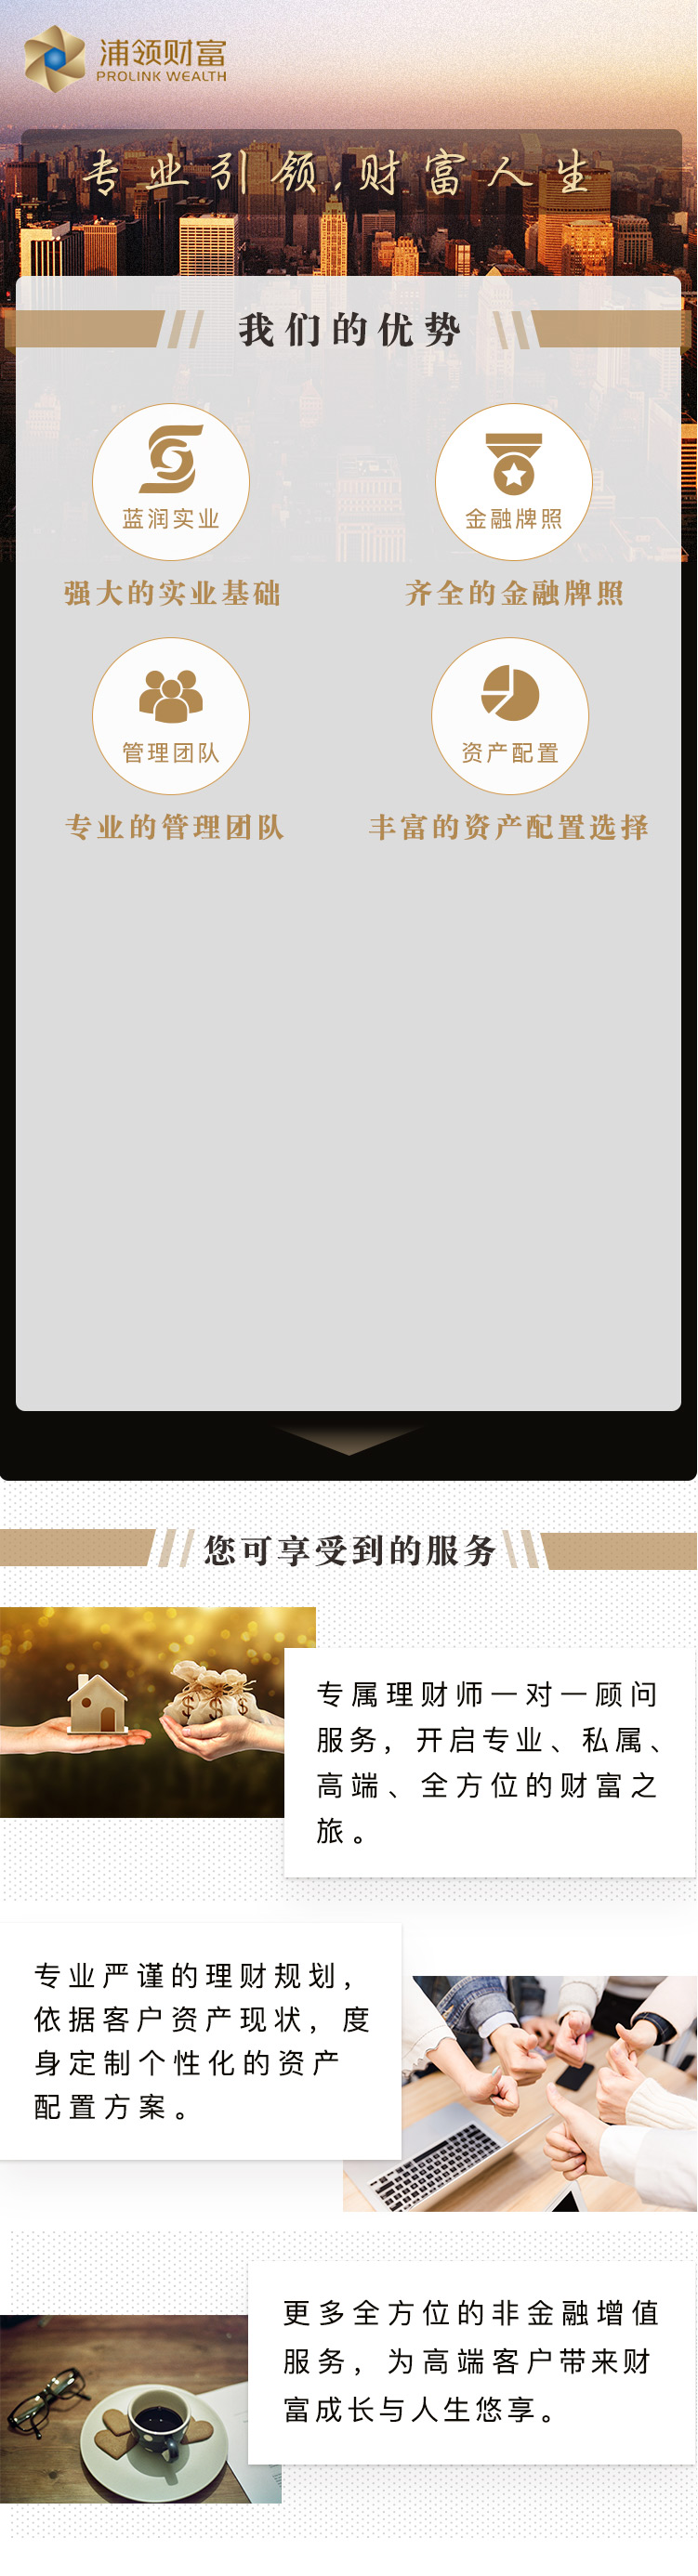 浦领财富
PROLINK WEALTH
专业引领,财富人生
我们的优势
蓝润实业
金融牌照
强大的实业基础
齐全的金融牌照
管理团队
资产配置
专业的管理团队
丰富的资产配置选择
您可享受到的服务
专属理财师一对一顾问
服务，开启专业、私属、
高端、全方位的财富之
旅。
专业严谨的理财规划，
依据客户资产现状，度
身定制个性化的资产
配置方案。
更多全方位的非金融增值
服务，为高端客户带来财
富成长与人生悠享。